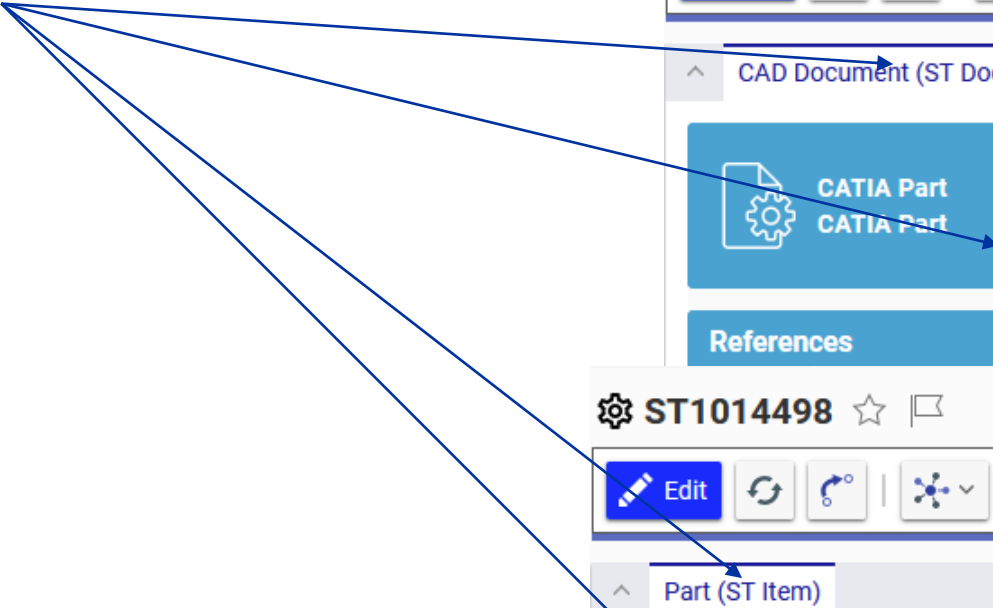 CAD Document (ST Do
CATIA Part
CATIA Part
References
ST1014498
Edit
Part (ST Item)